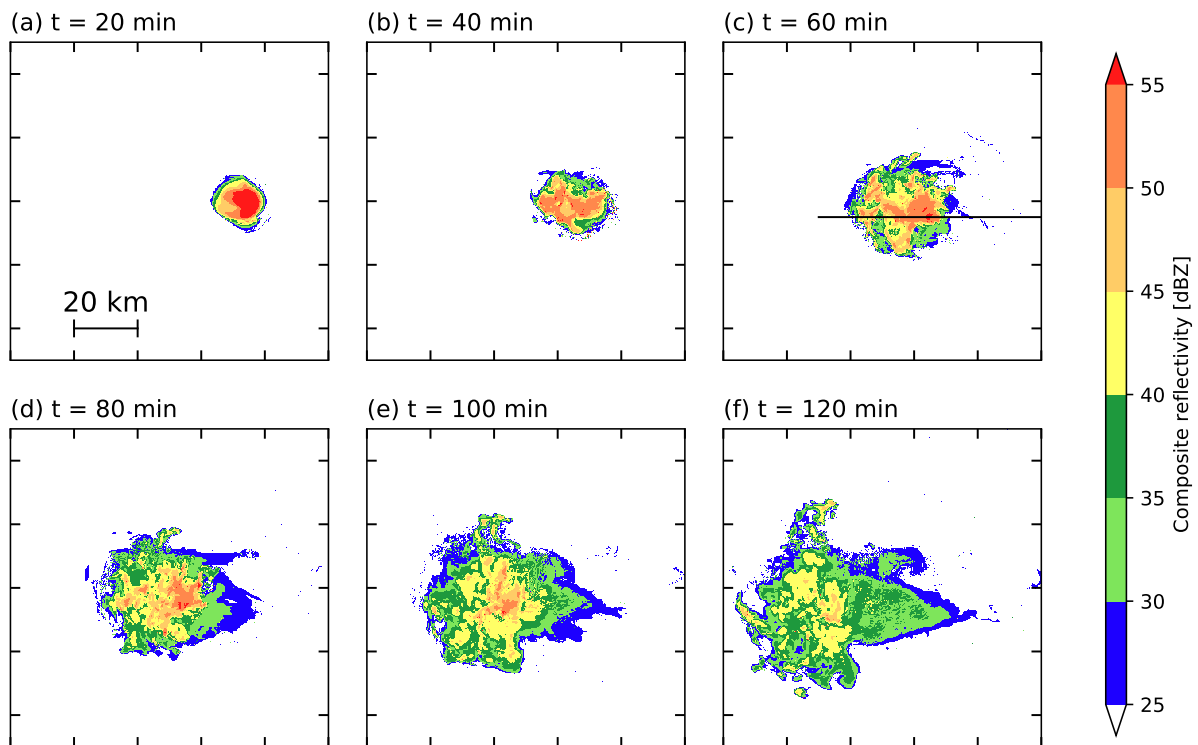 (a) t = 20 min
(b) t = 40 min
(c) t = 60 min
20 km
(d) t = 80 min
(e) t = 100 min
(f) t = 120 min
55
50
45
40
35
30
25
Composite reflectivity [dBZ]